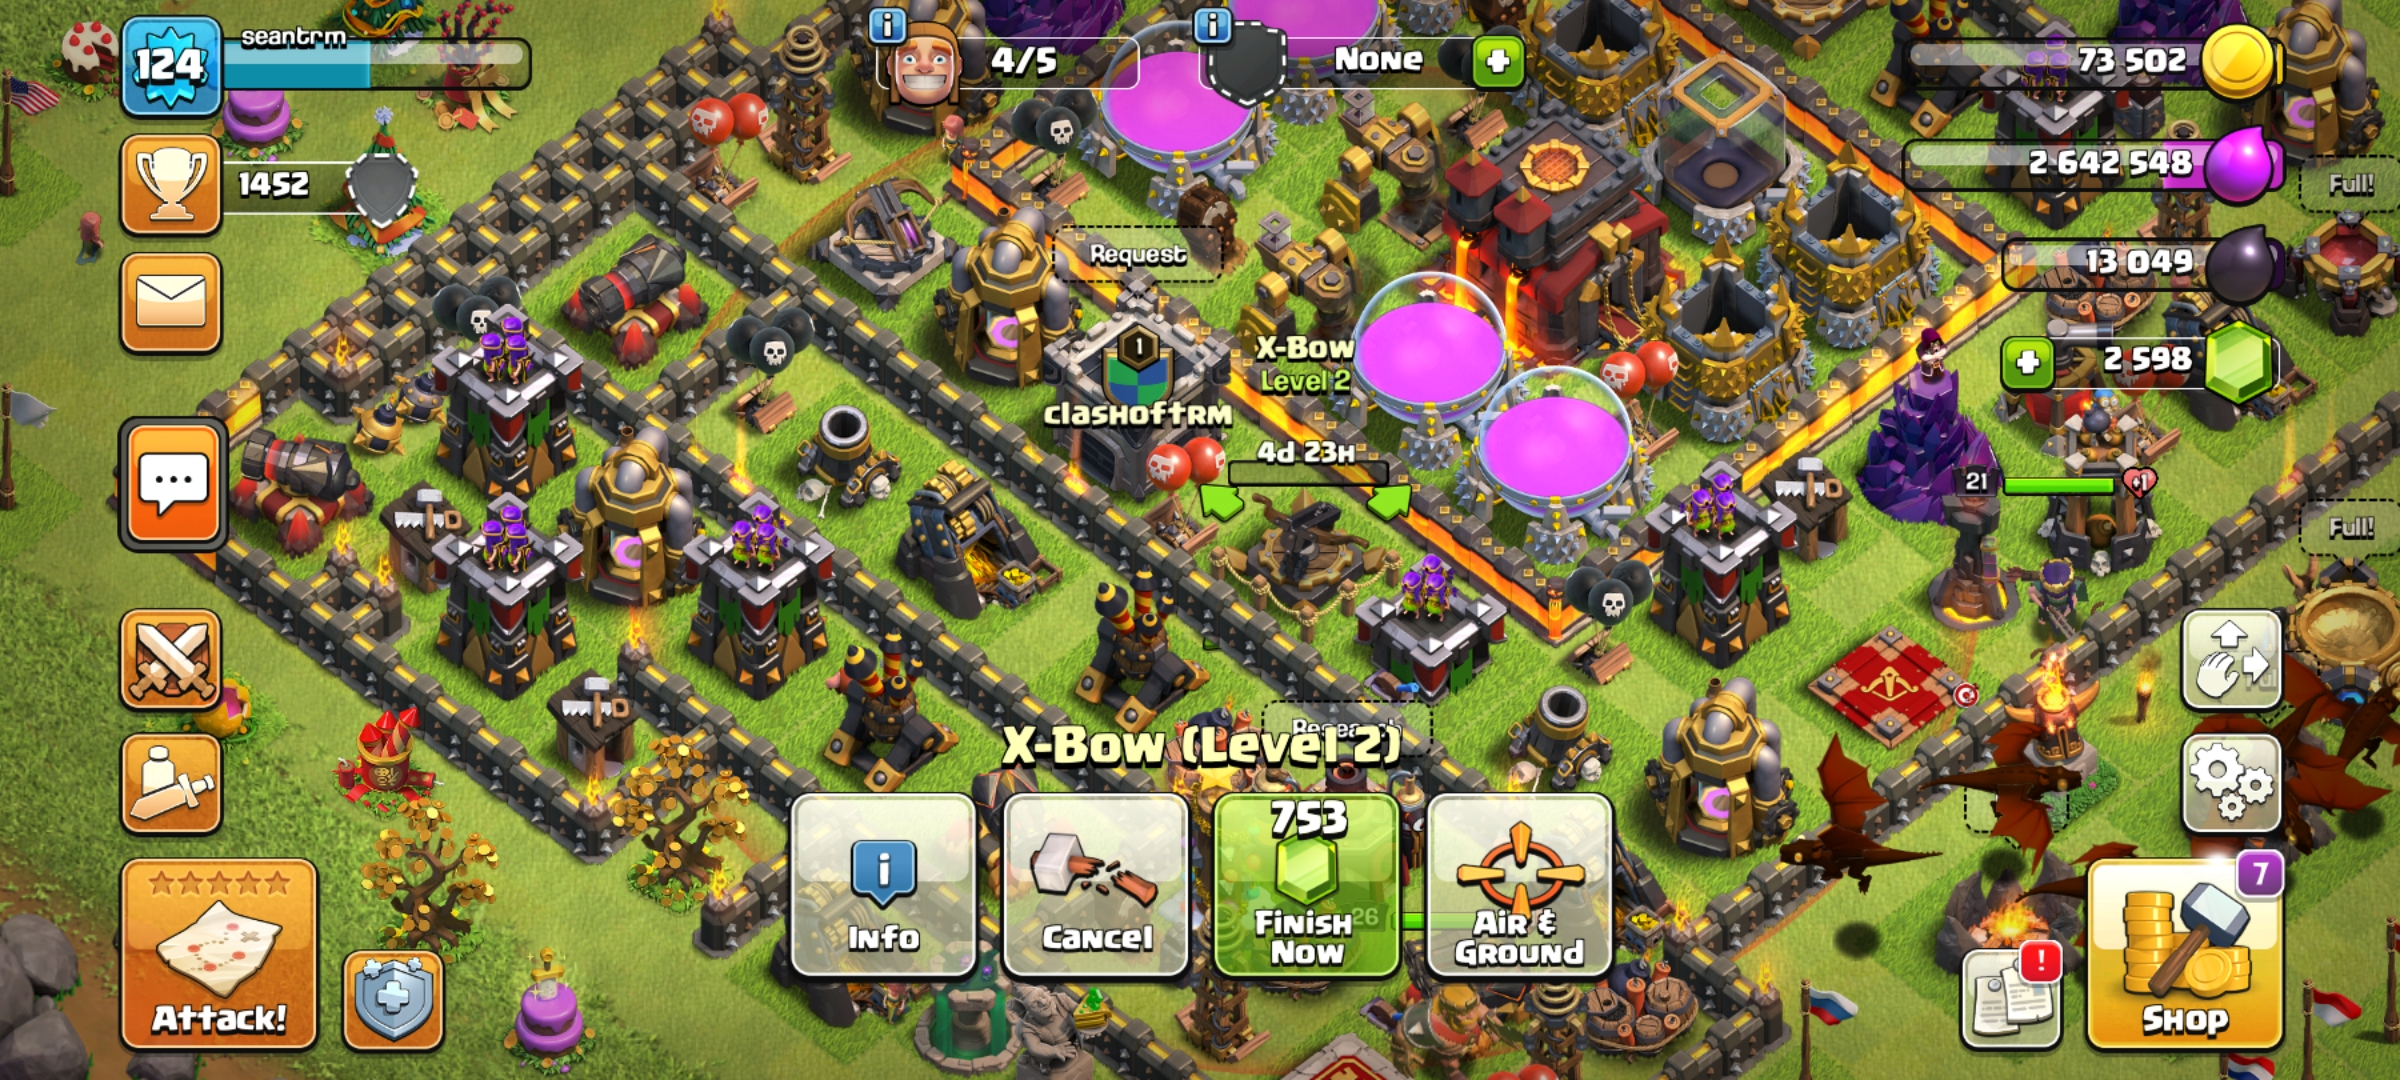 seantrm
124
4/5
None
73 502
1452
2 642 548
Full!
Request
13 049
1
X-Bow
Level 2
2 598
clashoftrm
4d 23h
21
+1
Full!
Research
X-Bow (Level 2)
753
Info
Cancel
Finish
Now
26
Air &
Ground
7
!
Attack!
Shop